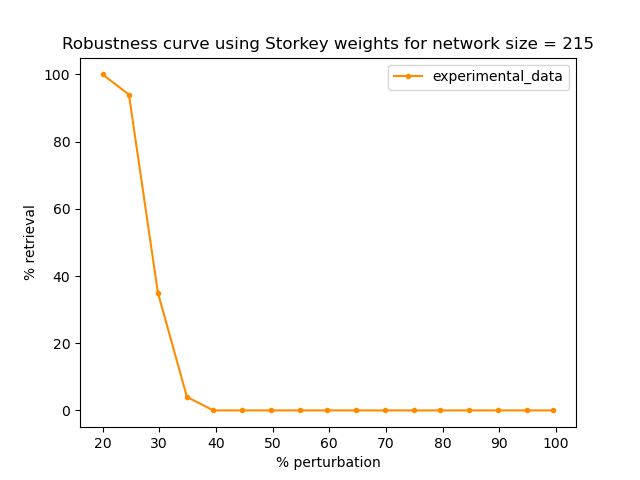 Robustness curve using Storkey weights for network size = 215
experimental_data
% retrieval
100
80
60
40
20
0
20 30 40 50 60 70 80 90 100
% perturbation